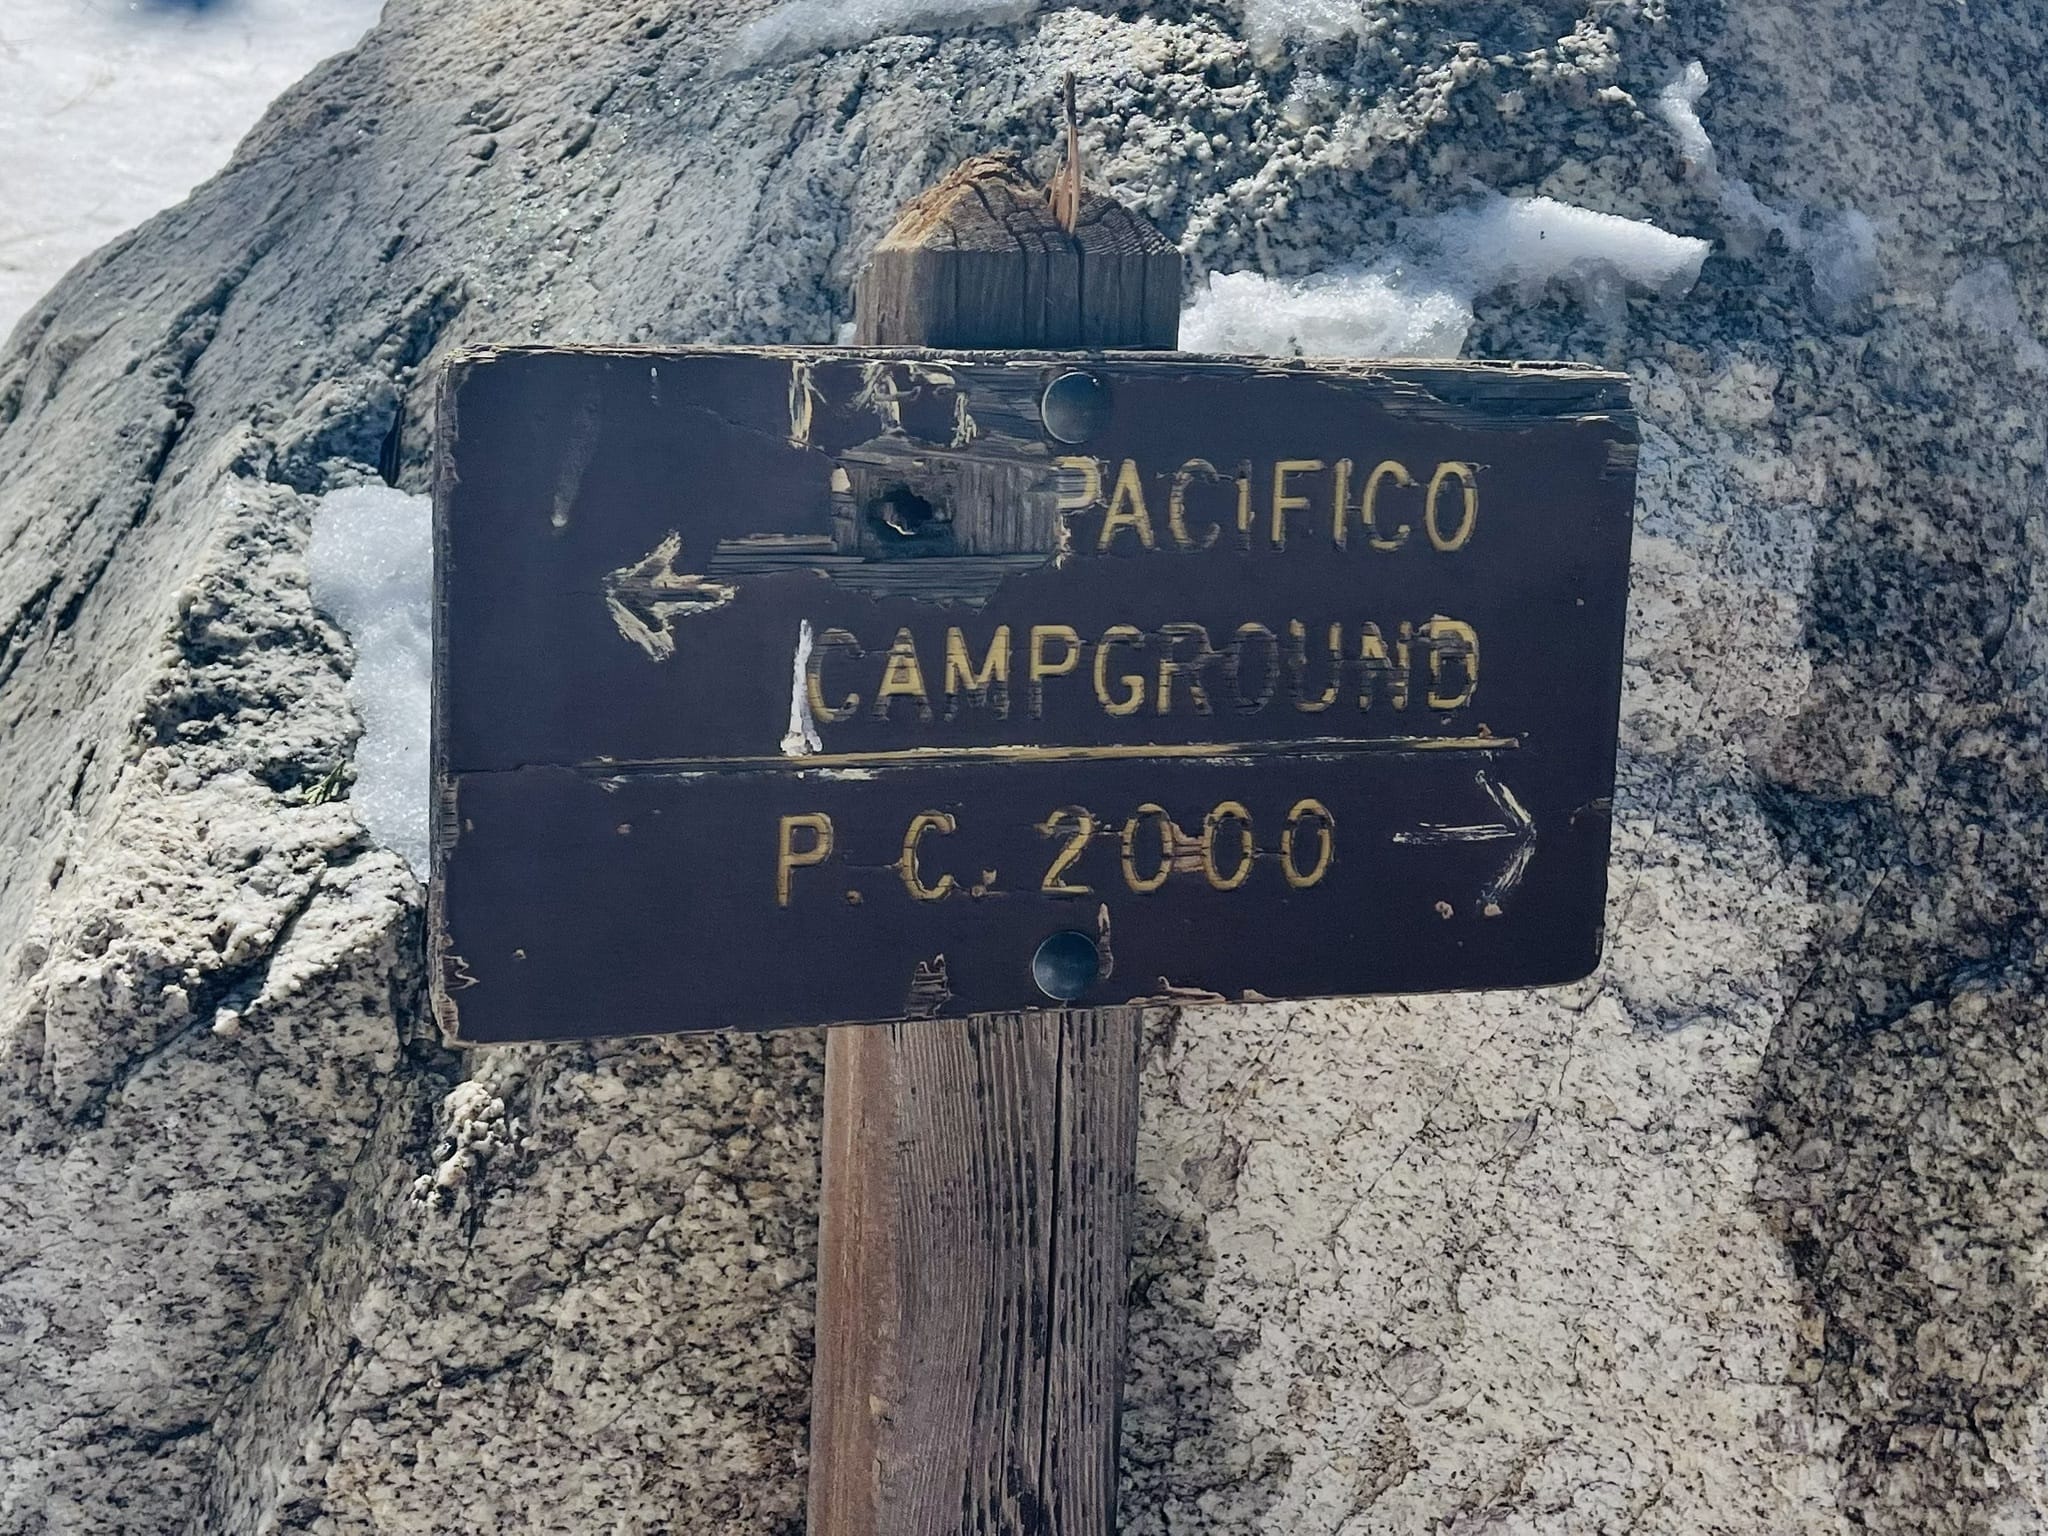 PACIFICO
CAMPGROUND
P.C. 2000